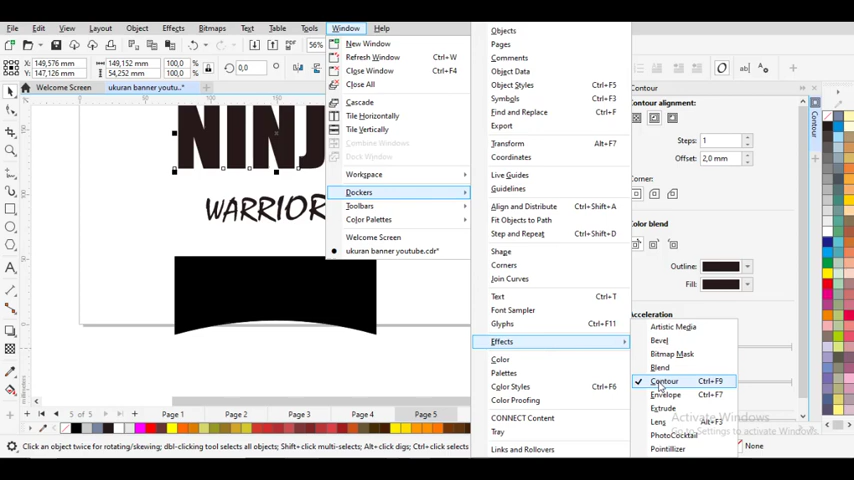 File Edit View Layout Object Effects Bitmaps Text Table Tools Window Help
56%
149,576 mm
147,126 mm
149,152 mm
54,252 mm
100,0 %
100,0 %
0,0
Welcome Screen
ukuran banner youtu..*
NINJ
WARRIOR
New Window
Refresh Window Ctrl+W
Close Window Ctrl+F4
Close All
Cascade
Tile Horizontally
Tile Vertically
Combine Windows
Dock Window
Workspace
Dockers
Toolbars
Color Palettes
Welcome Screen
ukuran banner youtube.cdr*
Objects
Pages
Comments
Object Data
Object Styles Ctrl+F5
Symbols Ctrl+F3
Find and Replace Ctrl+F
Export
Transform Alt+F7
Coordinates
Live Guides
Guidelines
Align and Distribute Ctrl+Shift+A
Fit Objects to Path
Step and Repeat Ctrl+Shift+D
Shape
Corners
Join Curves
Text Ctrl+T
Font Sampler
Glyphs Ctrl+F11
Effects
Color
Palettes
Color Styles Ctrl+F6
Color Proofing
CONNECT Content
Tray
Links and Rollovers
Contour
Contour alignment:
Steps: 1
Offset: 2,0 mm
Corner:
Color blend
Outline:
Fill:
Acceleration
Artistic Media
Bevel
Bitmap Mask
Blend
Contour Ctrl+F9
Envelope Ctrl+F7
Extrude
Lens Alt+F3
PhotoCocktail
Pointillizer
Contour
Activate Windows
Go to Settings to activate Windows.
None
5 of 5
Page 1 Page 2 Page 3 Page 4 Page 5
Click an object twice for rotating/skewing; dbl-clicking tool selects all objects; Shift+click multi-selects; Alt+click digs; Ctrl+click selects